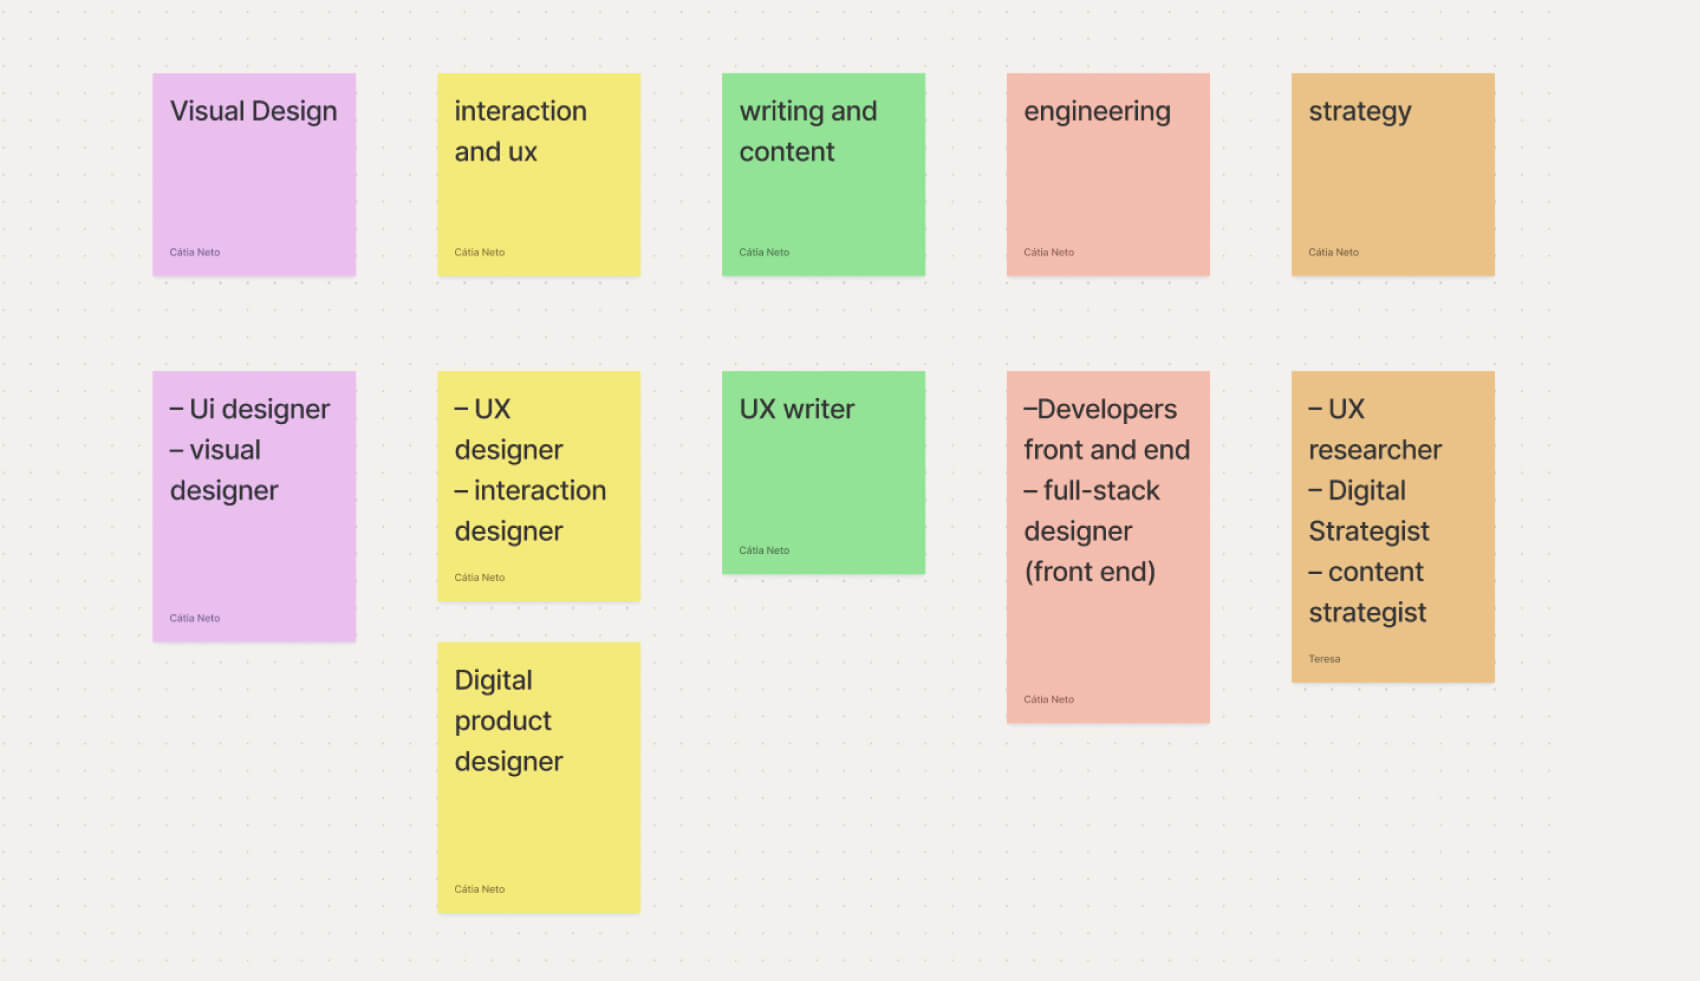 Visual Design
Cátia Neto
interaction
and ux
Cátia Neto
writing and
content
Cátia Neto
engineering
Cátia Neto
strategy
Cátia Neto
– Ui designer
– visual
designer
Cátia Neto
– UX
designer
– interaction
designer
Cátia Neto
UX writer
Cátia Neto
–Developers
front and end
– full-stack
designer
(front end)
Cátia Neto
– UX
researcher
– Digital
Strategist
– content
strategist
Teresa
Digital
product
designer
Cátia Neto